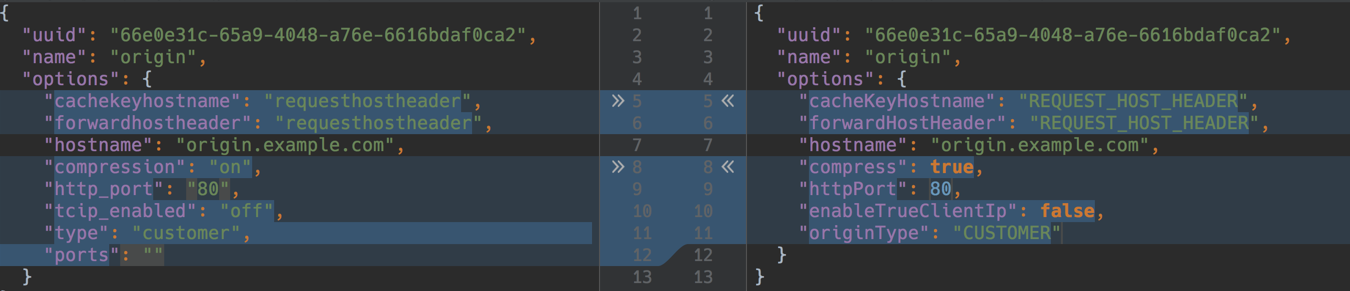 {
"uuid": "66e0e31c-65a9-4048-a76e-6616bdaf0ca2",
"name": "origin",
"options": {
"cachekeyhostname": "requesthostheader",
"forwardhostheader": "requesthostheader",
"hostname": "origin.example.com",
"compression": "on",
"http_port": "80",
"tcip_enabled": "off",
"type": "customer",
"ports": ""
}
1 1
2 2
3 3
4 4
>> 5 5 <<
6 6
7 7
>> 8 8 <<
9 9
10 10
11 11
12 12
13 13
{
"uuid": "66e0e31c-65a9-4048-a76e-6616bdaf0ca2",
"name": "origin",
"options": {
"cacheKeyHostname": "REQUEST_HOST_HEADER",
"forwardHostHeader": "REQUEST_HOST_HEADER",
"hostname": "origin.example.com",
"compress": true,
"httpPort": 80,
"enableTrueClientIp": false,
"originType": "CUSTOMER"
}
}